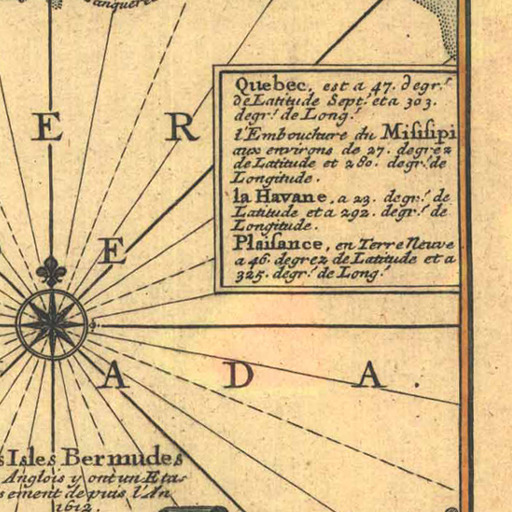 anquere
E R
Quebec, est a 47. degr.^s
de Latitude Sept. et a 303.
degr.^s de Long.^e
l'Embouchure du Missisipi
aux environs de 27. degrez
de Latitude et 280. degr.^s de
Longitude.
la Havane, a 23. degr.^s de
Latitude et a 292. degr.^s de
Longitude.
Plaisance, en Terre Neuve
a 46. degrez de Latitude et a
325. degr.^s de Long.^e
E
A D A.
s Isles Bermudes
Anglois y ont un Etas
sement depuis l'An
1612.